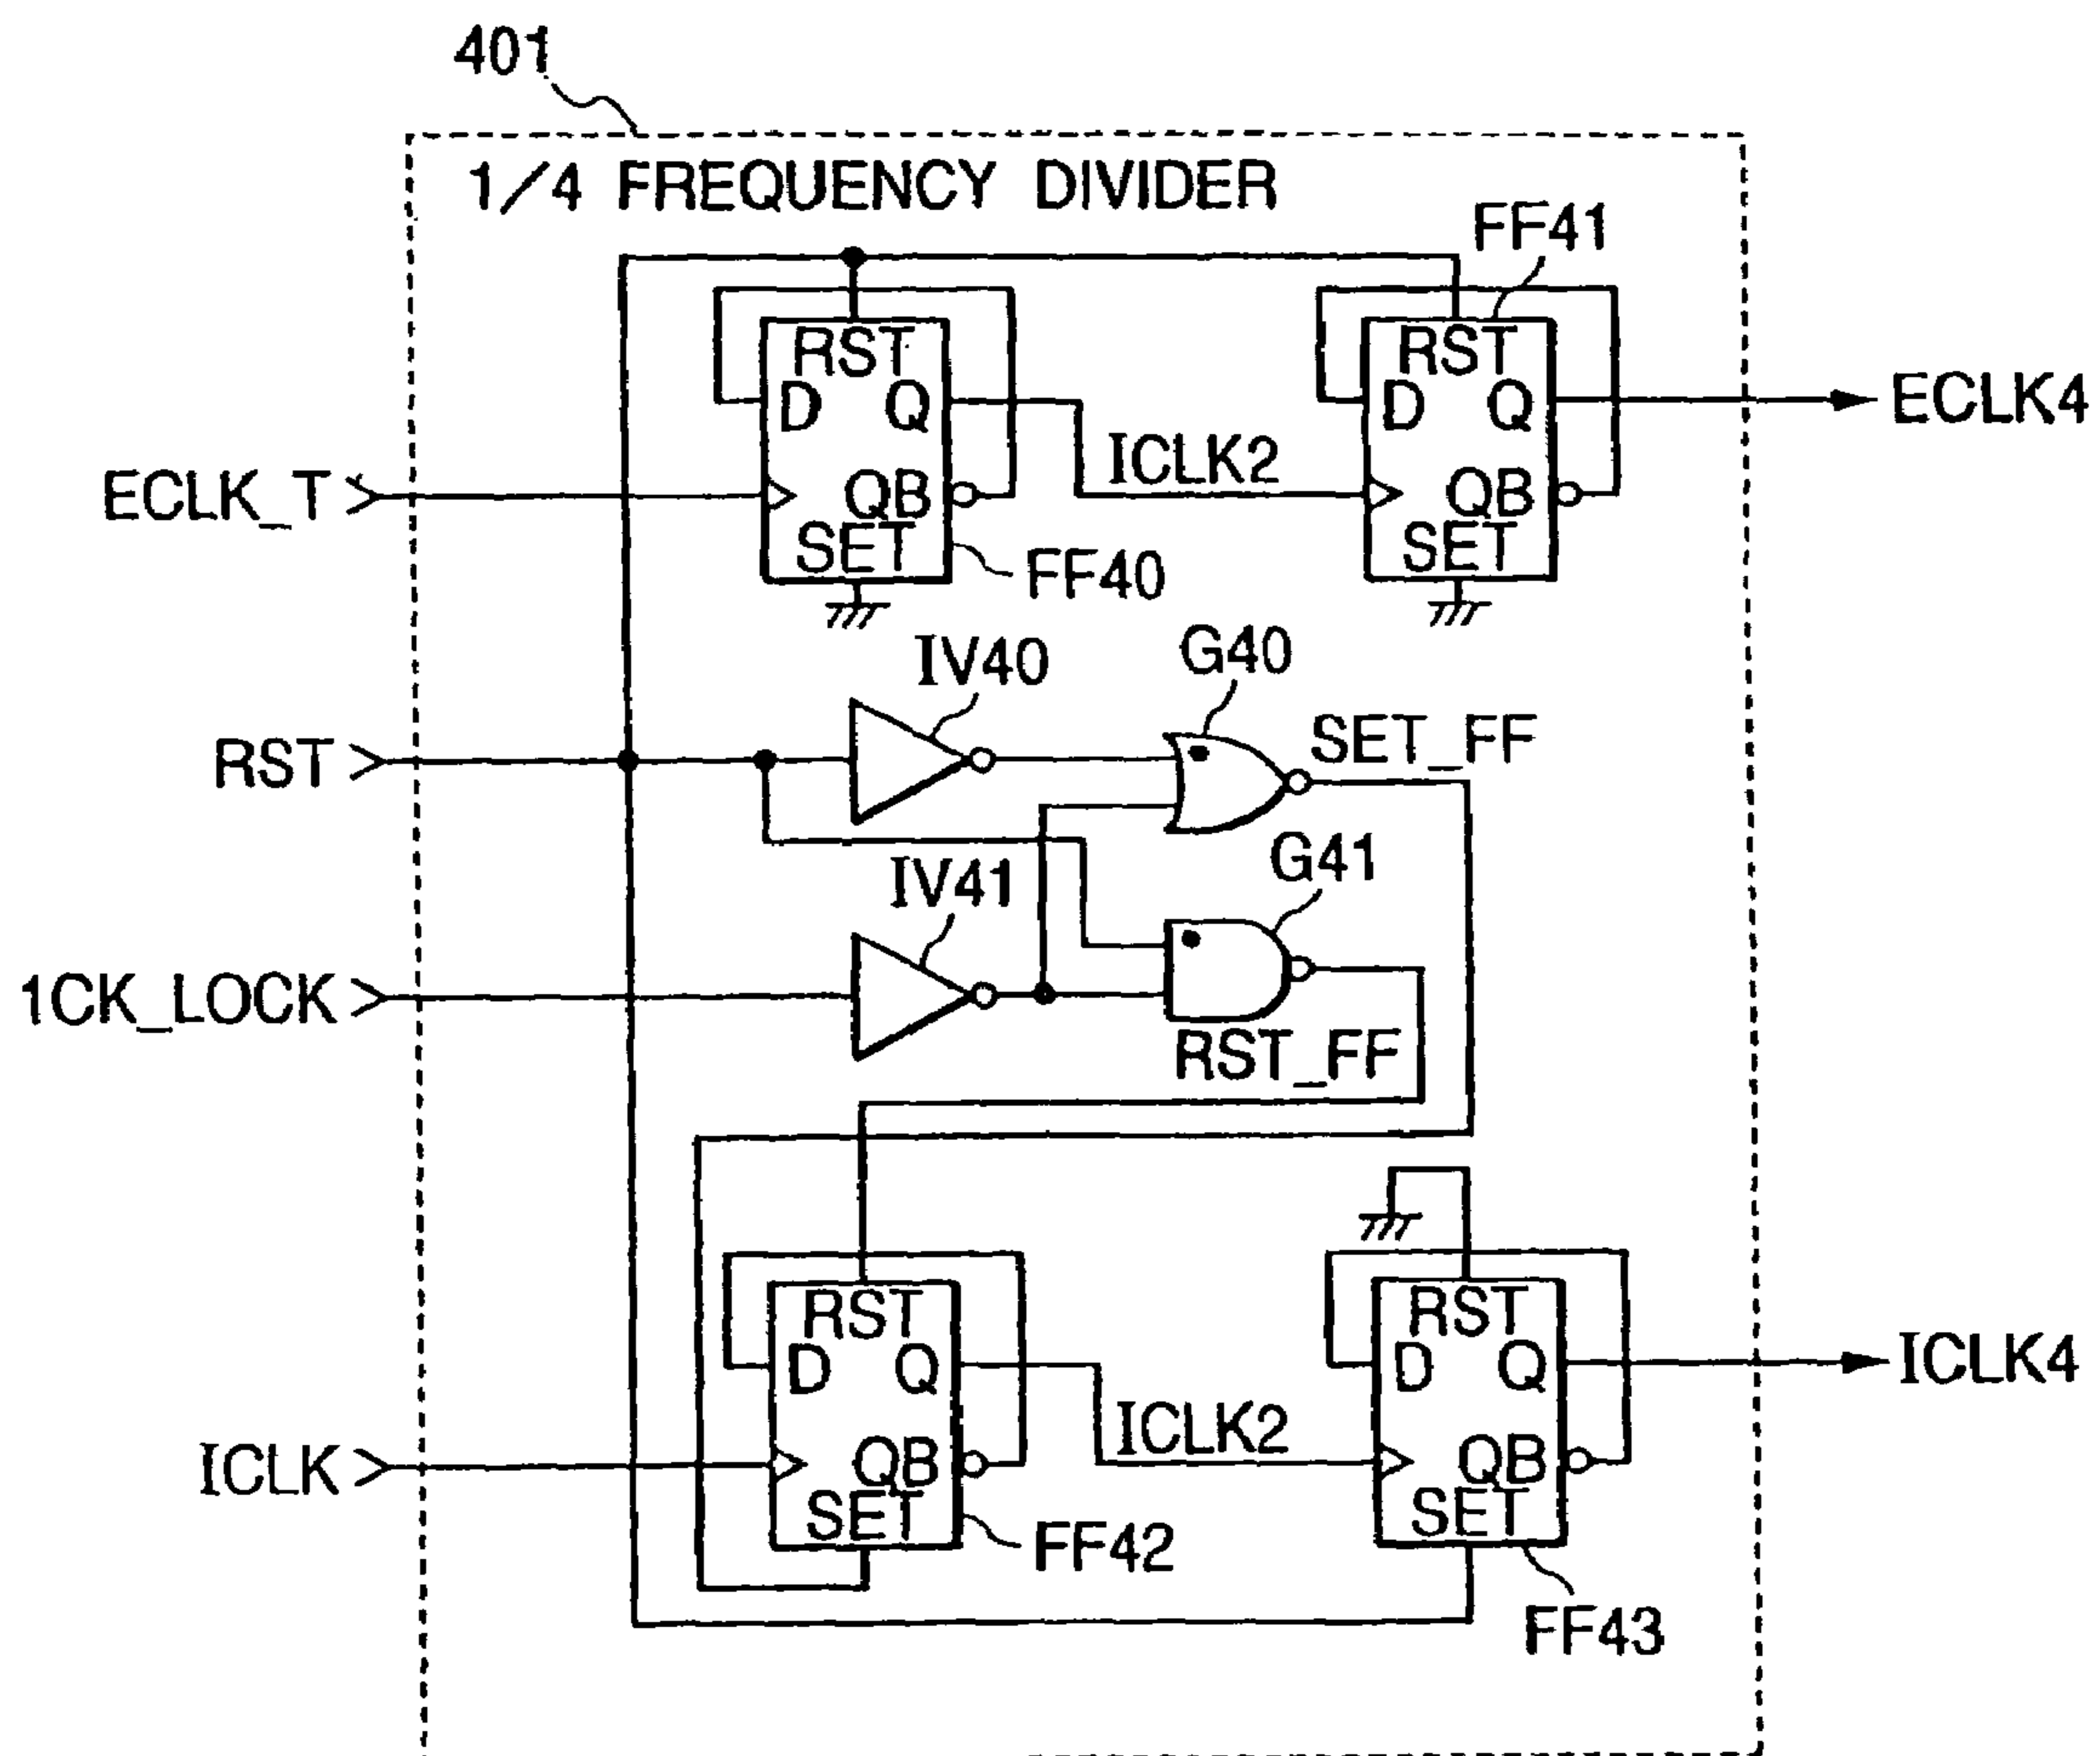 401
1/4 FREQUENCY DIVIDER
FF41
RST
D Q
QB
SET
FF40
ICLK2
RST
D Q
QB
SET
ECLK4
ECLK_T
IV40
G40
SET_FF
RST
IV41
G41
1CK_LOCK
RST_FF
RST
D Q
QB
SET
FF42
ICLK2
RST
D Q
QB
SET
FF43
ICLK4
ICLK